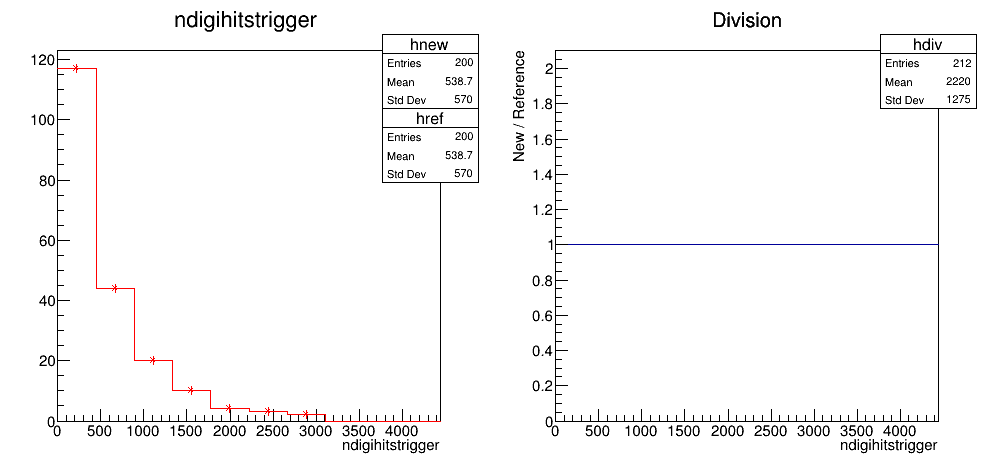 ndigihitstrigger
hnew
Entries 200
Mean 538.7
Std Dev 570
href
Entries 200
Mean 538.7
Std Dev 570
120
100
80
60
40
20
0
0 500 1000 1500 2000 2500 3000 3500 4000
ndigihitstrigger
Division
hdiv
Entries 212
Mean 2220
Std Dev 1275
New / Reference
2
1.8
1.6
1.4
1.2
1
0.8
0.6
0.4
0.2
0
0 500 1000 1500 2000 2500 3000 3500 4000
ndigihitstrigger